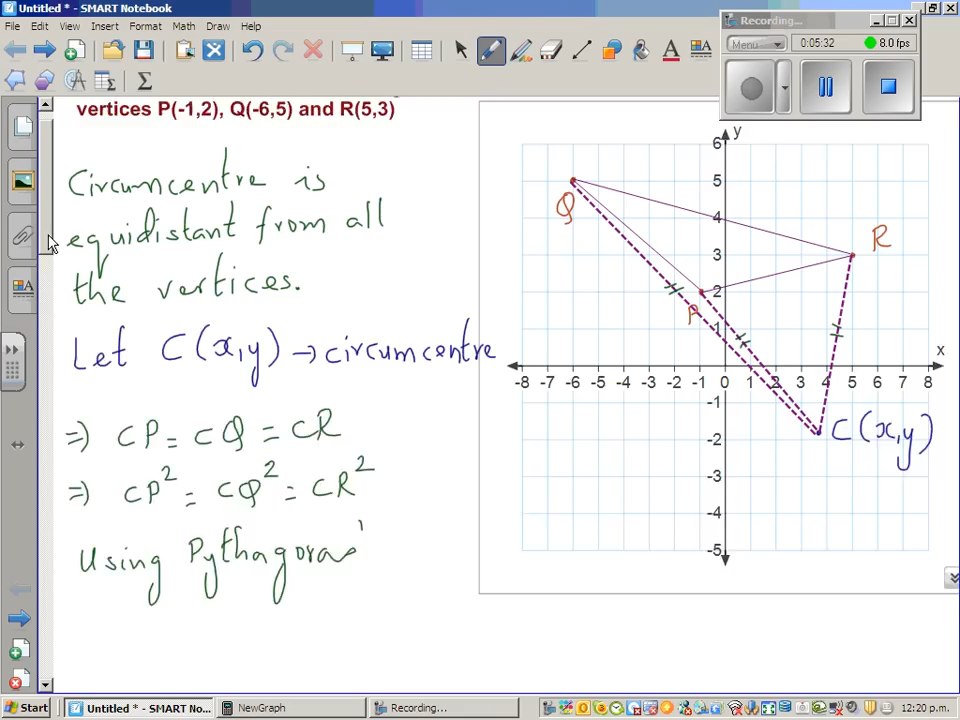 Untitled * - SMART Notebook
File Edit View Insert Format Math Draw Help
Recording...
Menu 0:05:32 8.0 fps
vertices P(-1,2), Q(-6,5) and R(5,3)
Circumcentre is
equidistant from all
the vertices.
Let C(x,y) → circumcentre
⇒ CP = CQ = CR
⇒ CP² = CQ² = CR²
Using Pythagoras'
y
6
5
4
3
2
1
-8 -7 -6 -5 -4 -3 -2 -1 0 1 2 3 4 5 6 7 8
x
-1
-2
-3
-4
-5
Q
R
P
C(x,y)
Start Untitled * - SMART No... NewGraph Recording... 12:20 p.m.